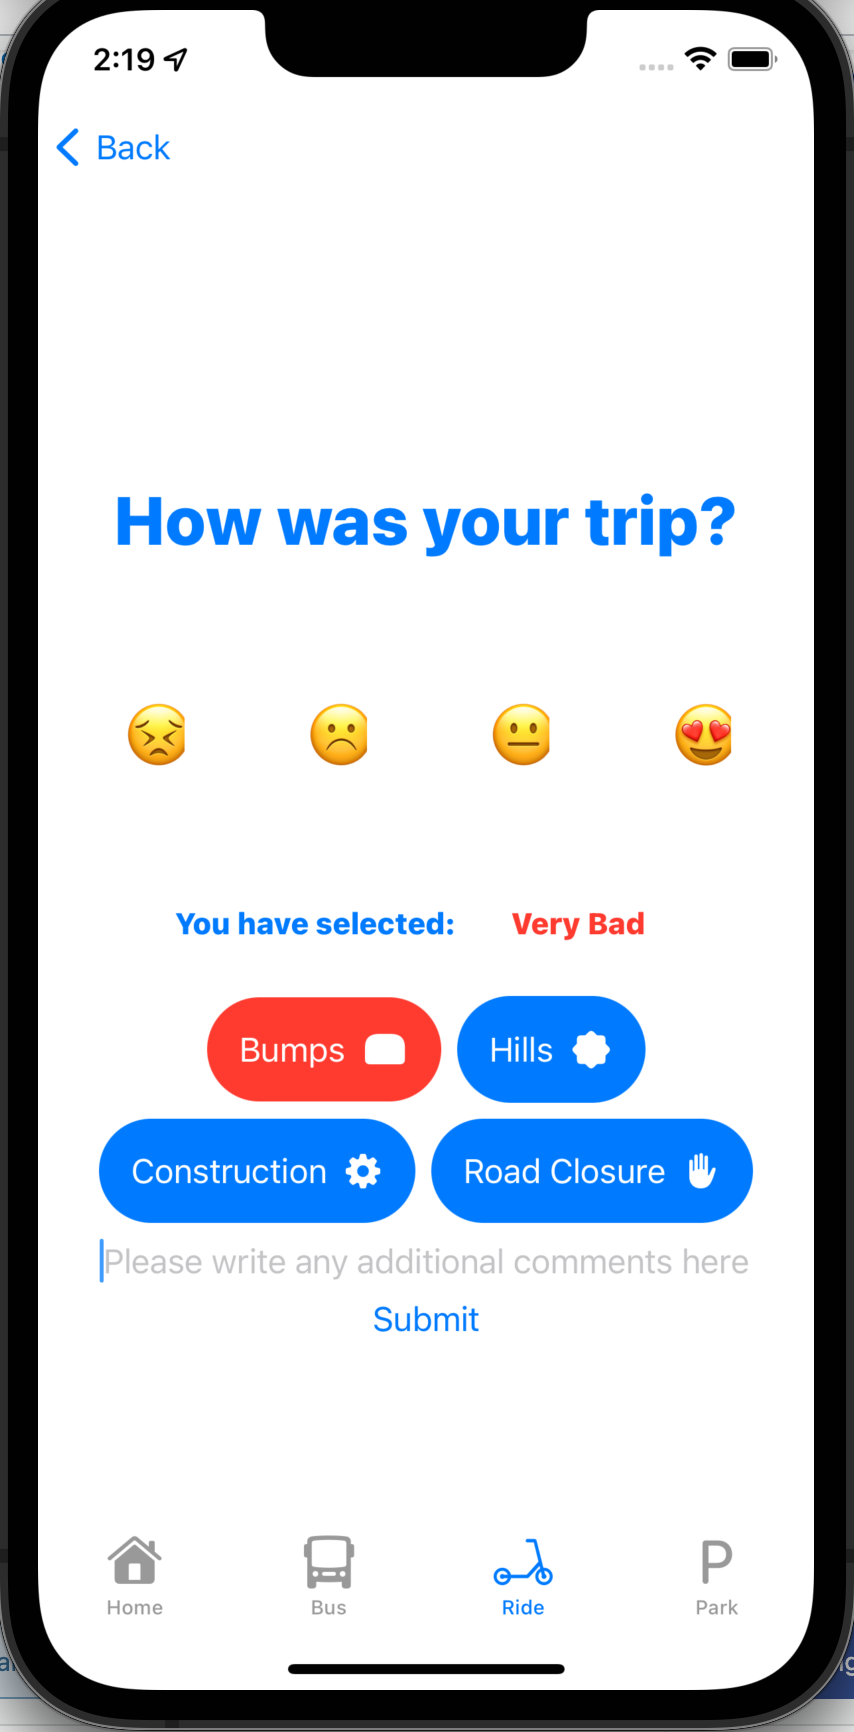 2:19
Back
How was your trip?
You have selected: Very Bad
Bumps Hills
Construction Road Closure
Please write any additional comments here
Submit
Home Bus Ride Park